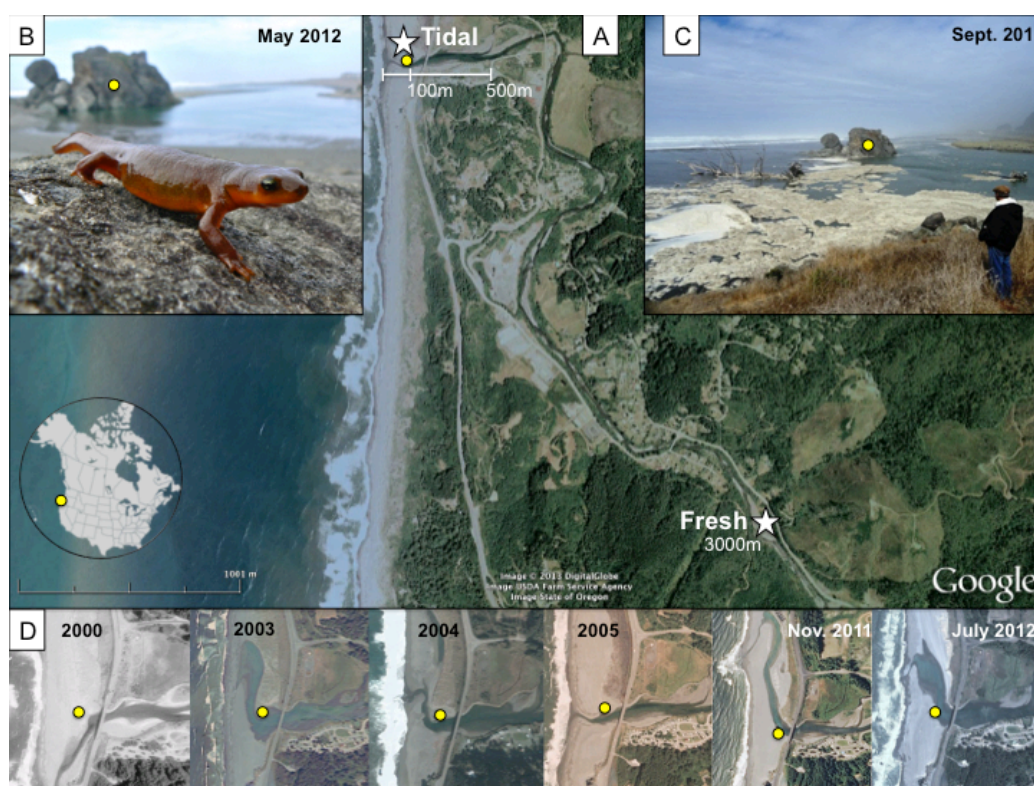 B
May 2012
Tidal
A
C
Sept. 201
100m
500m
Fresh
3000m
1001 m
Image © 2013 DigitalGlobe
Image USDA Farm Service Agency
Image State of Oregon
Google
D
2000
2003
2004
2005
Nov. 2011
July 2012